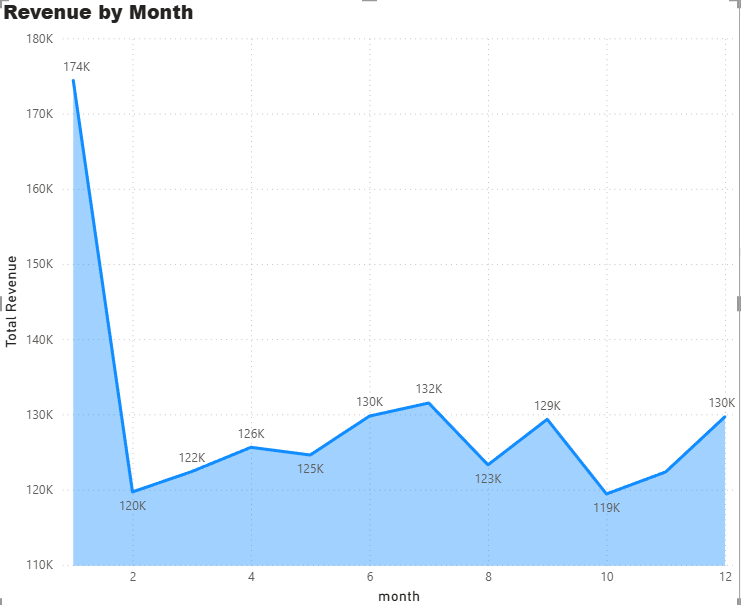 Revenue by Month
180K
174K
170K
160K
150K
Total Revenue
140K
132K
130K
130K
130K
129K
126K
122K
125K
123K
120K
120K
119K
110K
2
4
6
8
10
12
month